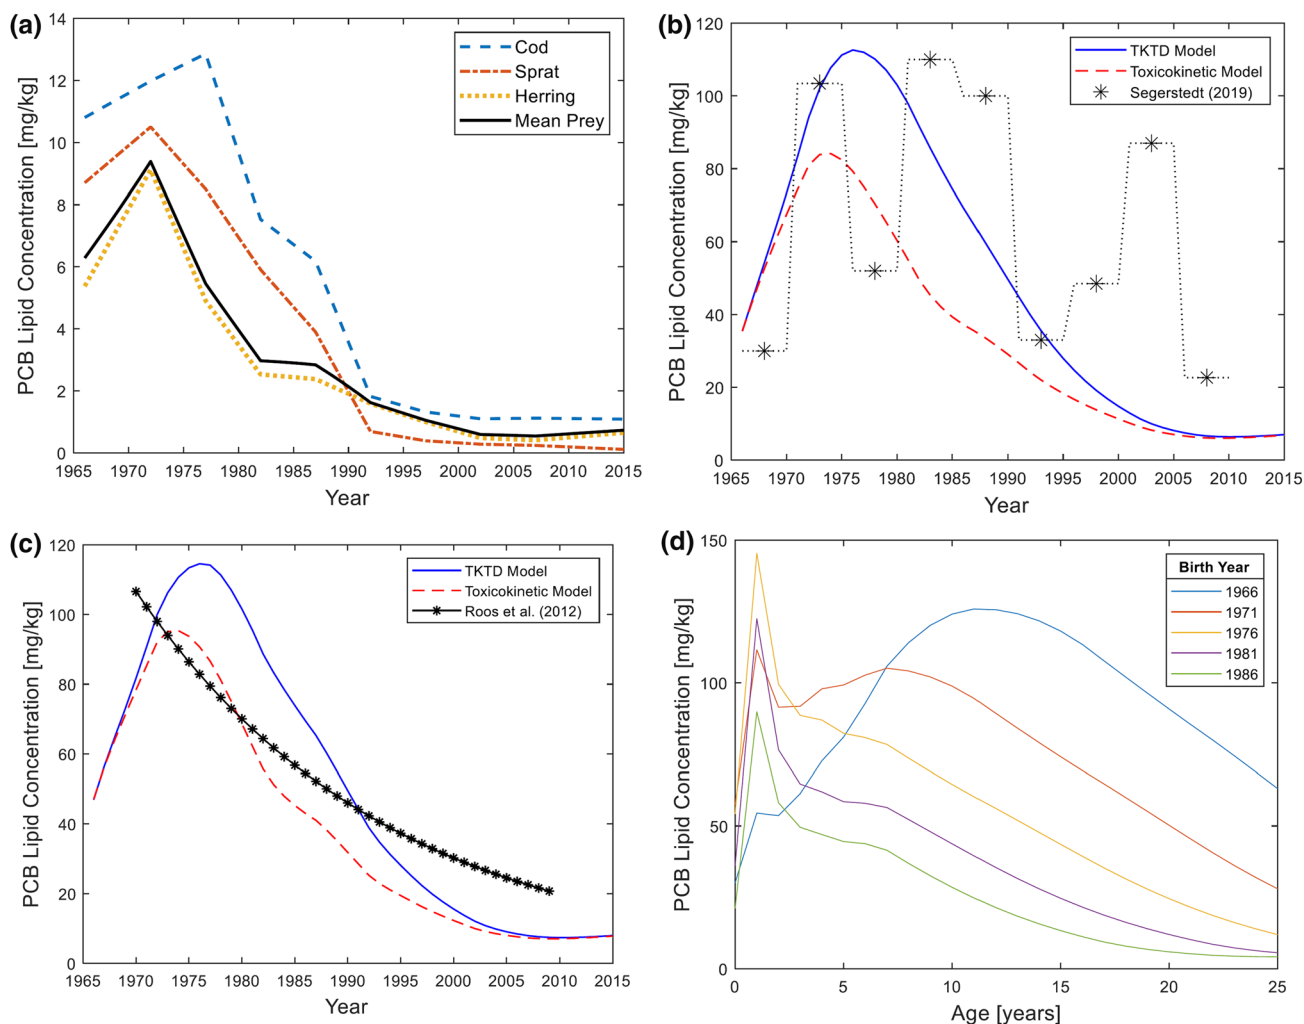 (a)
14
12
10
8
6
4
2
0
PCB Lipid Concentration [mg/kg]
Cod
Sprat
Herring
Mean Prey
1965 1970 1975 1980 1985 1990 1995 2000 2005 2010 2015
Year
(b)
120
100
80
60
40
20
0
PCB Lipid Concentration [mg/kg]
TKTD Model
Toxicokinetic Model
Segerstedt (2019)
1965 1970 1975 1980 1985 1990 1995 2000 2005 2010 2015
Year
(c)
120
100
80
60
40
20
0
PCB Lipid Concentration [mg/kg]
TKTD Model
Toxicokinetic Model
Roos et al. (2012)
1965 1970 1975 1980 1985 1990 1995 2000 2005 2010 2015
Year
(d)
150
100
50
0
PCB Lipid Concentration [mg/kg]
Birth Year
1966
1971
1976
1981
1986
0 5 10 15 20 25
Age [years]